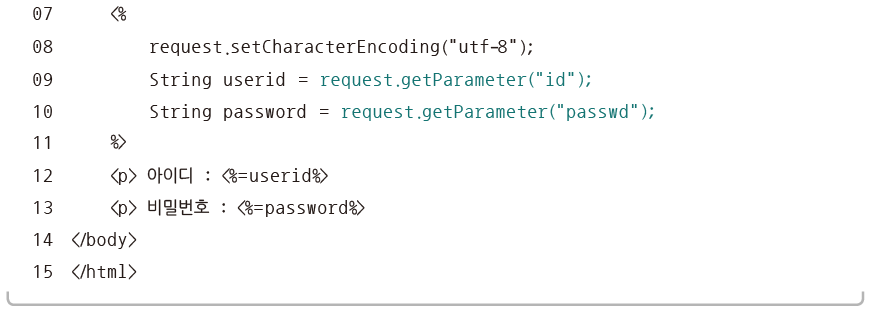 07 <%
08 request.setCharacterEncoding("utf-8");
09 String userid = request.getParameter("id");
10 String password = request.getParameter("passwd");
11 %>
12 <p> 아이디 : <%=userid%>
13 <p> 비밀번호 : <%=password%>
14 </body>
15 </html>